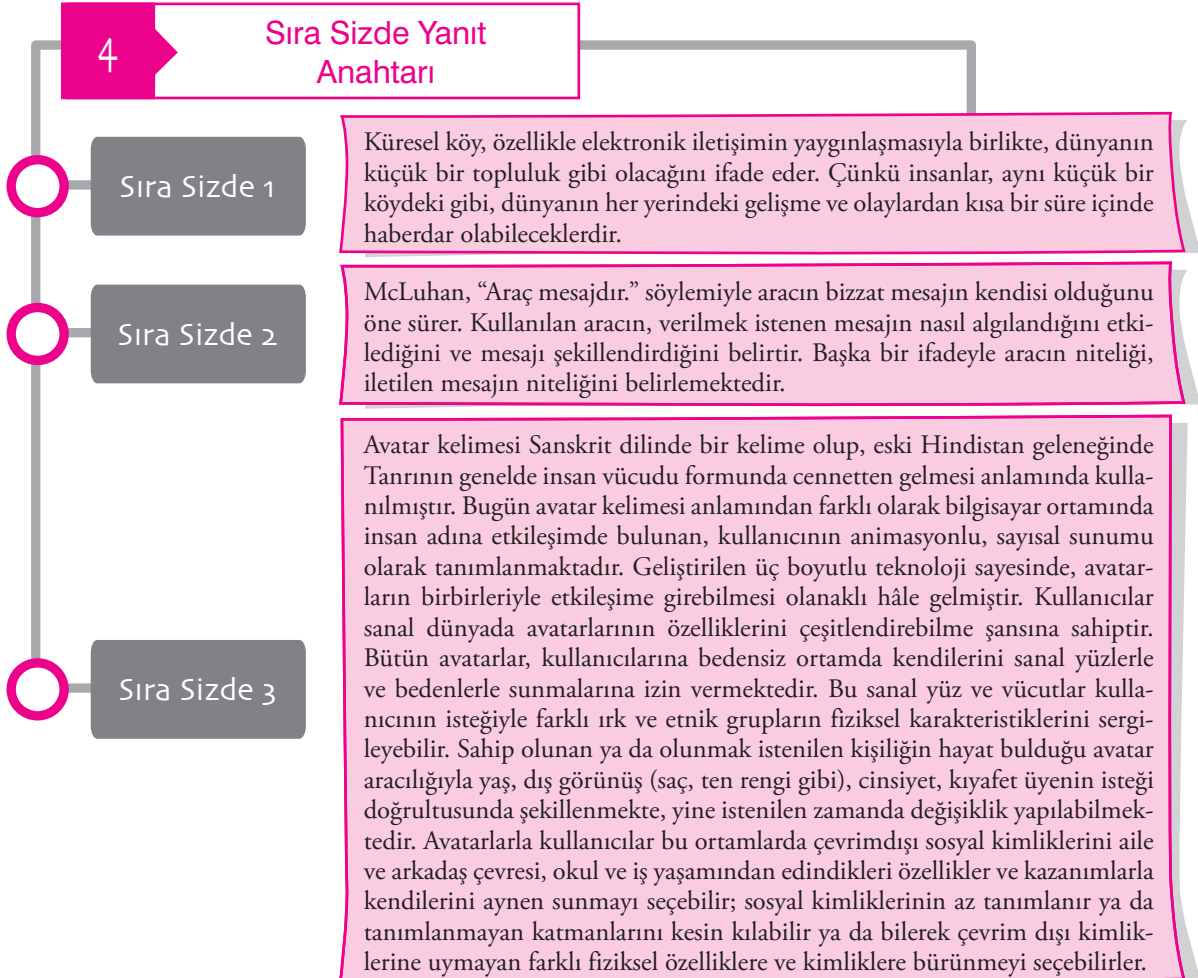 4
Sıra Sizde Yanıt
Anahtarı
Sıra Sizde 1
Küresel köy, özellikle elektronik iletişimin yaygınlaşmasıyla birlikte, dünyanın
küçük bir topluluk gibi olacağını ifade eder. Çünkü insanlar, aynı küçük bir
köydeki gibi, dünyanın her yerindeki gelişme ve olaylardan kısa bir süre içinde
haberdar olabileceklerdir.
Sıra Sizde 2
McLuhan, “Araç mesajdır.” söylemiyle aracın bizzat mesajın kendisi olduğunu
öne sürer. Kullanılan aracın, verilmek istenen mesajın nasıl algılandığını etki-
lediğini ve mesajı şekillendirdiğini belirtir. Başka bir ifadeyle aracın niteliği,
iletilen mesajın niteliğini belirlemektedir.
Sıra Sizde 3
Avatar kelimesi Sanskrit dilinde bir kelime olup, eski Hindistan geleneğinde
Tanrının genelde insan vücudu formunda cennetten gelmesi anlamında kulla-
nılmıştır. Bugün avatar kelimesi anlamından farklı olarak bilgisayar ortamında
insan adına etkileşimde bulunan, kullanıcının animasyonlu, sayısal sunumu
olarak tanımlanmaktadır. Geliştirilen üç boyutlu teknoloji sayesinde, avatar-
ların birbirleriyle etkileşime girebilmesi olanaklı hâle gelmiştir. Kullanıcılar
sanal dünyada avatarlarının özelliklerini çeşitlendirebilme şansına sahiptir.
Bütün avatarlar, kullanıcılarına bedensiz ortamda kendilerini sanal yüzlerle
ve bedenlerle sunmalarına izin vermektedir. Bu sanal yüz ve vücutlar kulla-
nıcının isteğiyle farklı ırk ve etnik grupların fiziksel karakteristiklerini sergi-
leyebilir. Sahip olunan ya da olunmak istenilen kişiliğin hayat bulduğu avatar
aracılığıyla yaş, dış görünüş (saç, ten rengi gibi), cinsiyet, kıyafet üyenin isteği
doğrultusunda şekillenmekte, yine istenilen zamanda değişiklik yapılabilmek-
tedir. Avatarlarla kullanıcılar bu ortamlarda çevrimdışı sosyal kimliklerini aile
ve arkadaş çevresi, okul ve iş yaşamından edindikleri özellikler ve kazanımlarla
kendilerini aynen sunmayı seçebilir; sosyal kimliklerinin az tanımlanır ya da
tanımlanmayan katmanlarını kesin kılabilir ya da bilerek çevrim dışı kimlik-
lerine uymayan farklı fiziksel özelliklere ve kimliklere bürünmeyi seçebilirler.